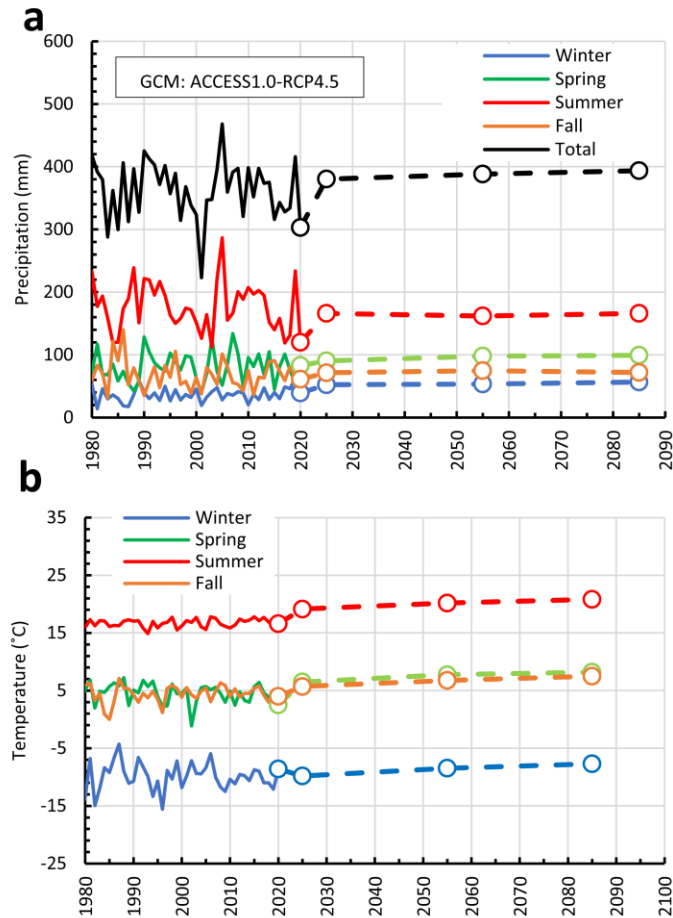 a
GCM: ACCESS1.0-RCP4.5
Winter
Spring
Summer
Fall
Total
Precipitation (mm)
600
500
400
300
200
100
0
1980 1990 2000 2010 2020 2030 2040 2050 2060 2070 2080 2090
b
Winter
Spring
Summer
Fall
Temperature (˚C)
35
25
15
5
-5
-15
-25
1980 1990 2000 2010 2020 2030 2040 2050 2060 2070 2080 2090 2100